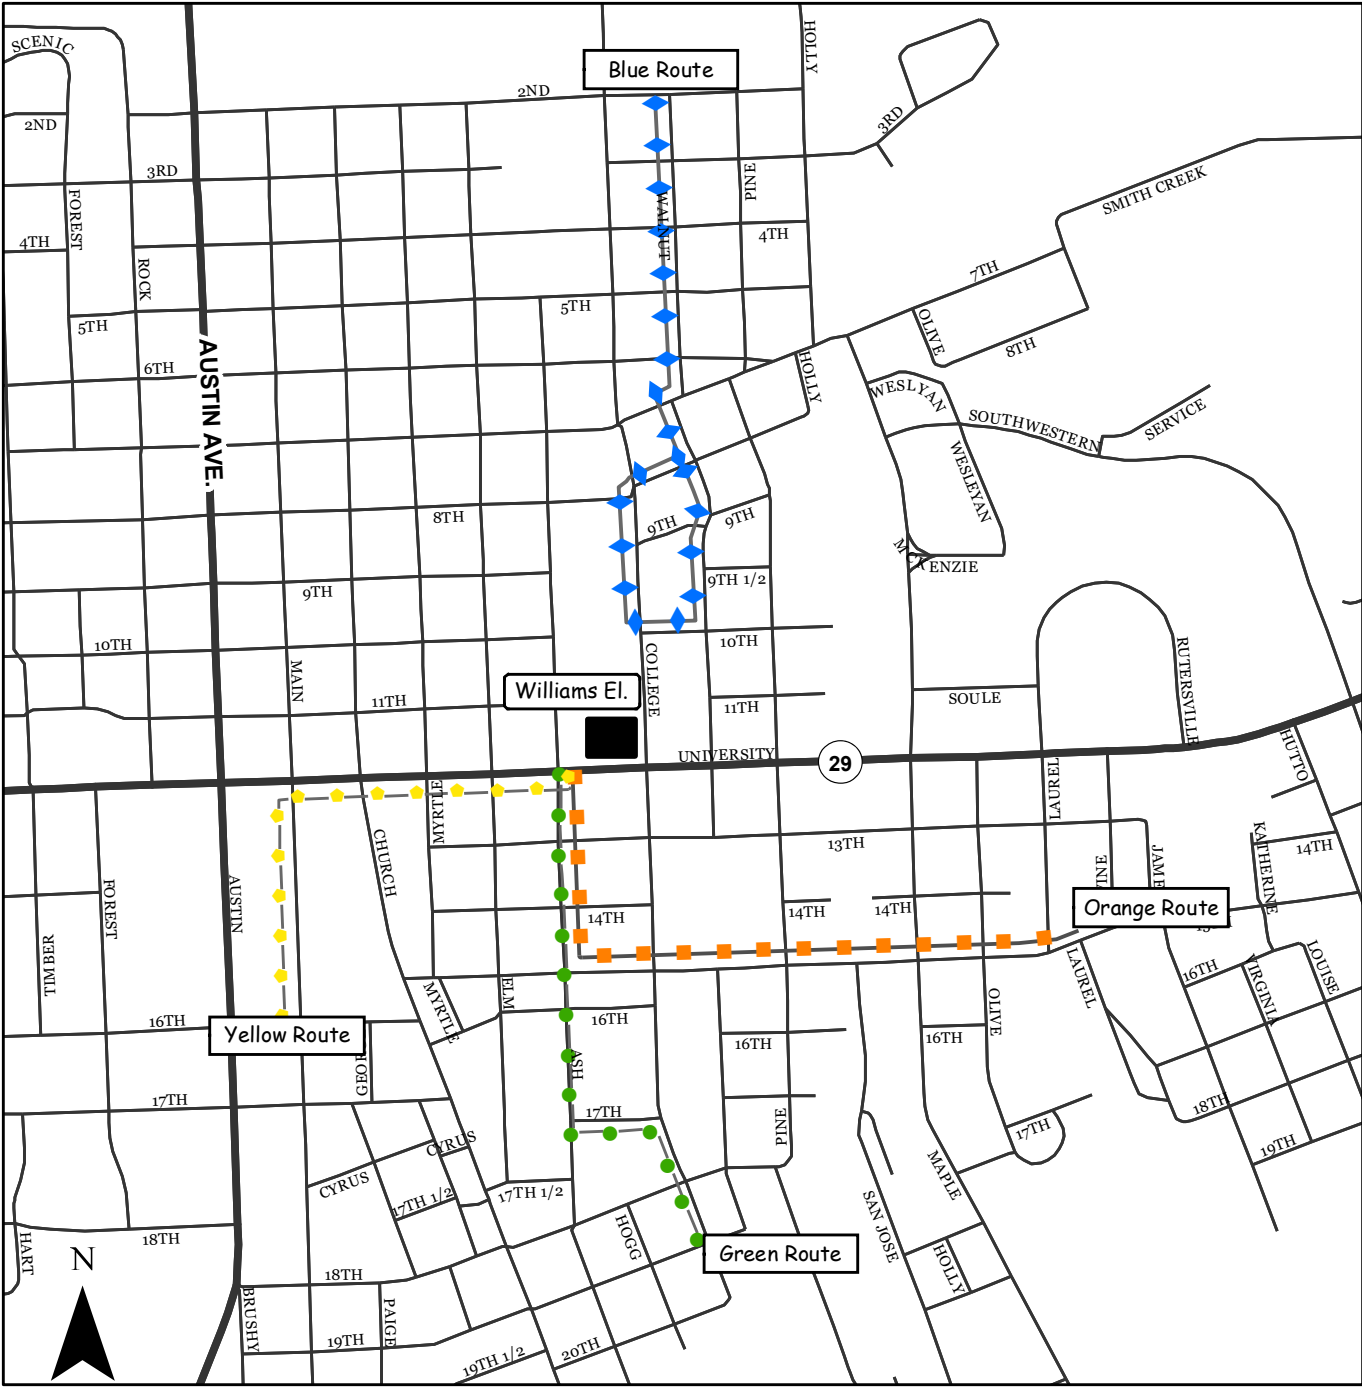 SCENIC
HOLLY
Blue Route
2ND
2ND
3RD
3RD
PINE
SMITH CREEK
FOREST
WALNUT
4TH
4TH
ROCK
7TH
5TH
5TH
OLIVE
8TH
6TH
AUSTIN AVE.
HOLLY
WESLYAN
SOUTHWESTERN
SERVICE
WESLEYAN
8TH
9TH
9TH
MCKENZIE
9TH 1/2
9TH
10TH
10TH
COLLEGE
RUTERSVILLE
MAIN
Williams El.
11TH
11TH
SOULE
UNIVERSITY
29
HUTTO
LAUREL
MYRTLE
CHURCH
13TH
KATHERINE
14TH
JAME
AUSTIN
FOREST
14TH
14TH
14TH
Orange Route
TIMBER
LAUREL
16TH
VIRGINIA
LOUISE
ELM
MYRTLE
OLIVE
16TH
Yellow Route
16TH
16TH
16TH
ASH
17TH
17TH
18TH
PINE
17TH
19TH
CYRUS
CYRUS
17TH 1/2
17TH 1/2
MAPLE
SAN JOSE
HOGG
18TH
HART
N
Green Route
HOLLY
18TH
BRUSHY
PAIGE
19TH
19TH 1/2
20TH